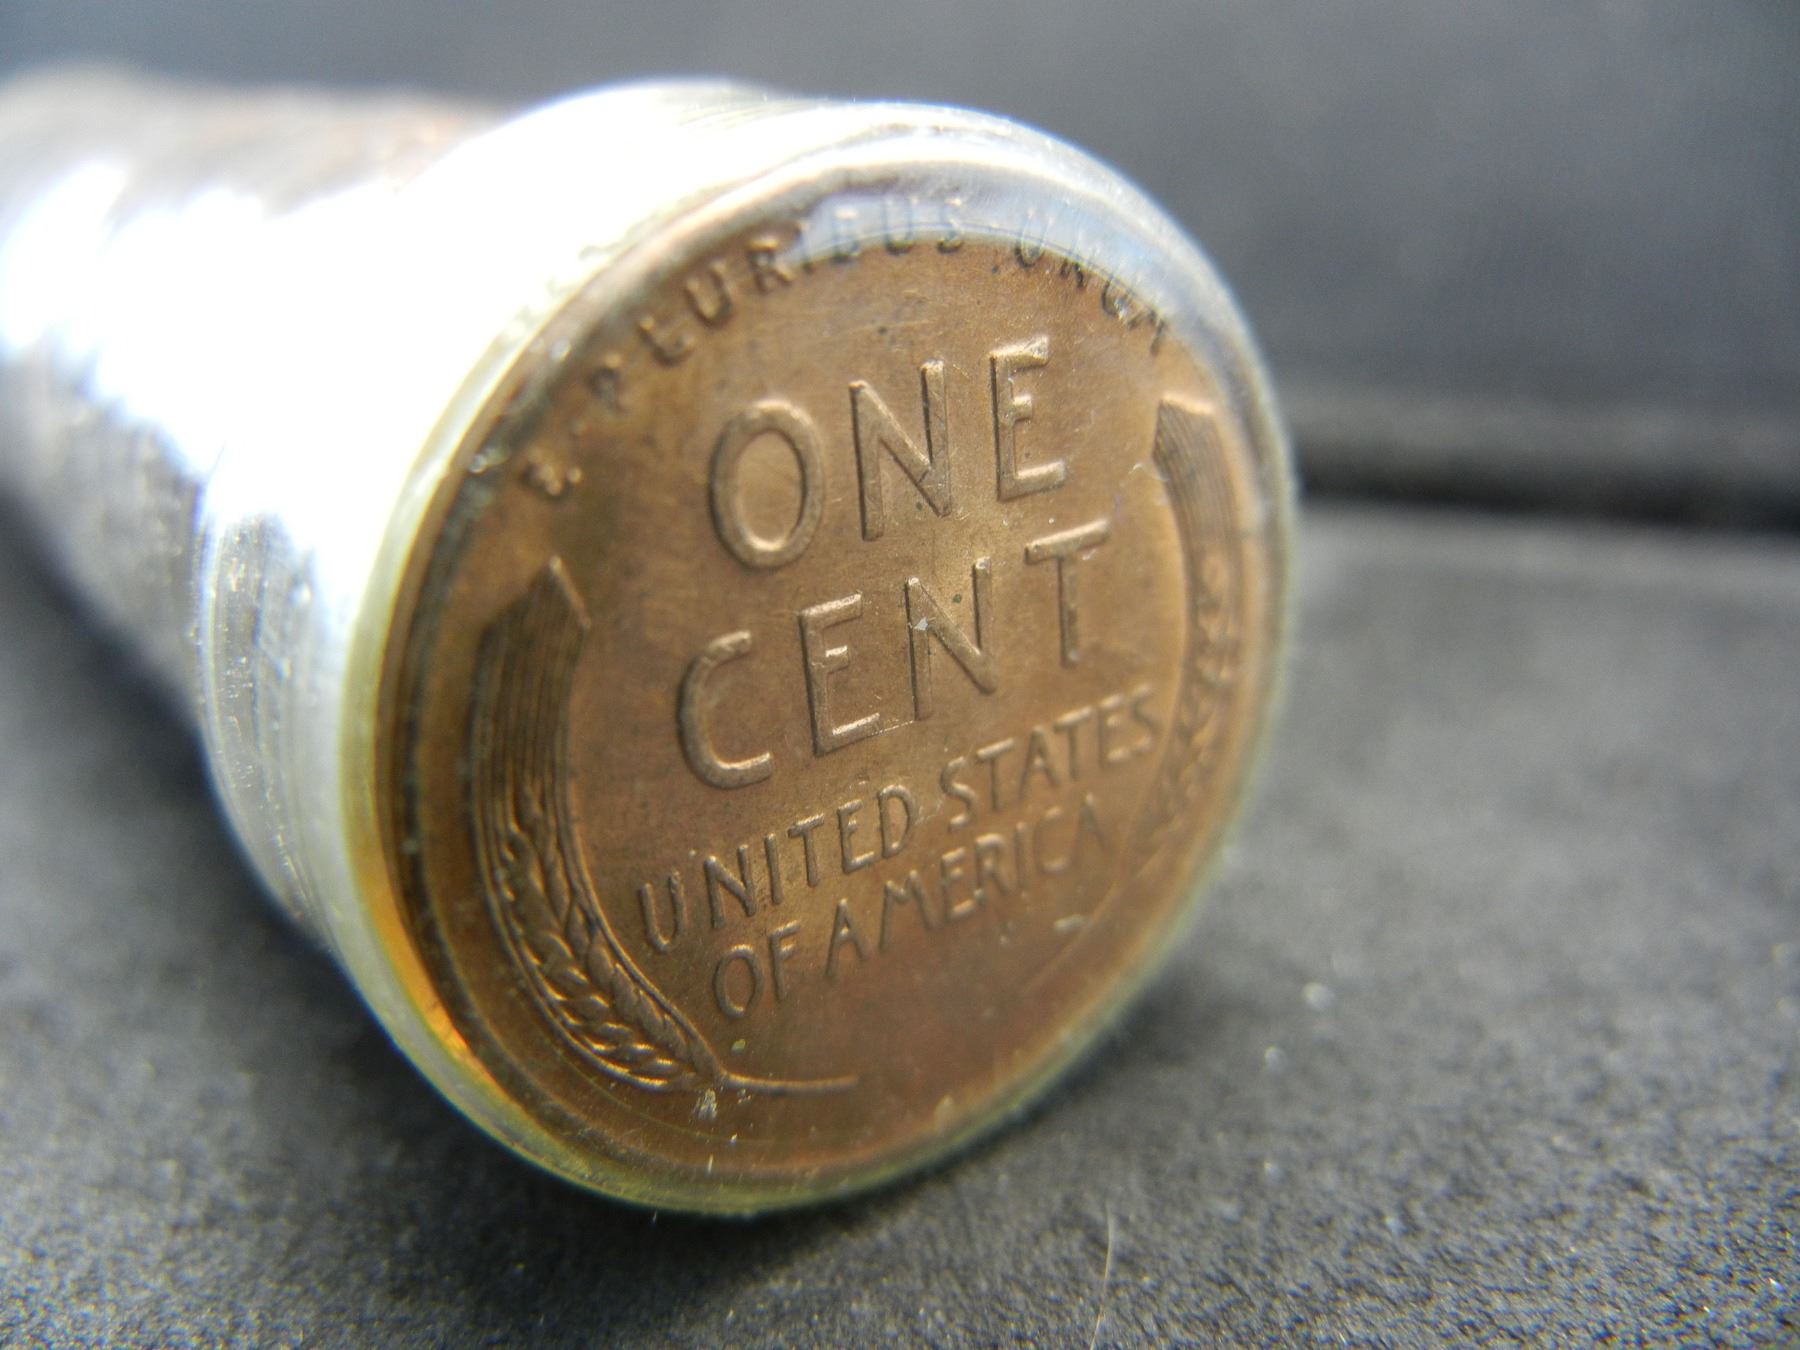 E · PLURIBUS · UNUM
ONE
CENT
UNITED STATES
OF AMERICA